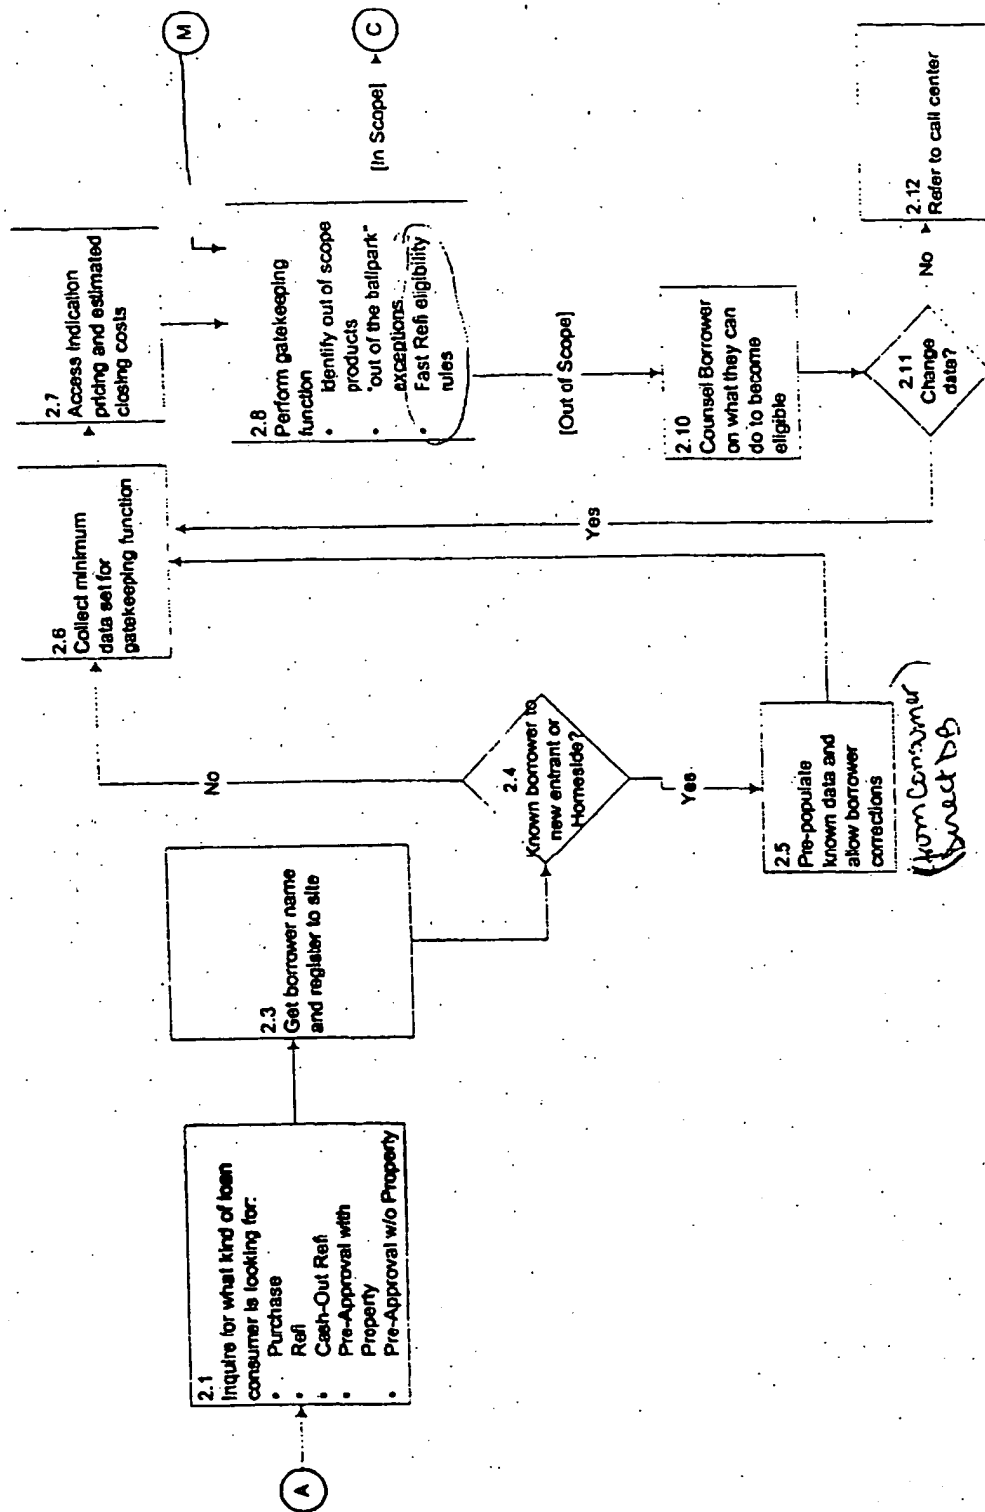 A
2.1
Inquire for what kind of loan
consumer is looking for:
• Purchase
• Refi
• Cash-Out Refi
• Pre-Approval with
Property
• Pre-Approval w/o Property
2.3
Get borrower name
and register to site
2.4
Known borrower to
new entrant or
Homeside?
No
Yes
2.5
Pre-populate
known data and
allow borrower
corrections
(from Consumer
Direct DB)
2.6
Collect minimum
data set for
gatekeeping function
2.7
Access Indication
pricing and estimated
closing costs
M
2.8
Perform gatekeeping
function
• Identify out of scope
products
• "out of the ballpark"
exceptions
• Fast Refi eligibility
rules
[In Scope]
C
[Out of Scope]
2.10
Counsel Borrower
on what they can
do to become
eligible
2.11
Change
data?
Yes
No
2.12
Refer to call center